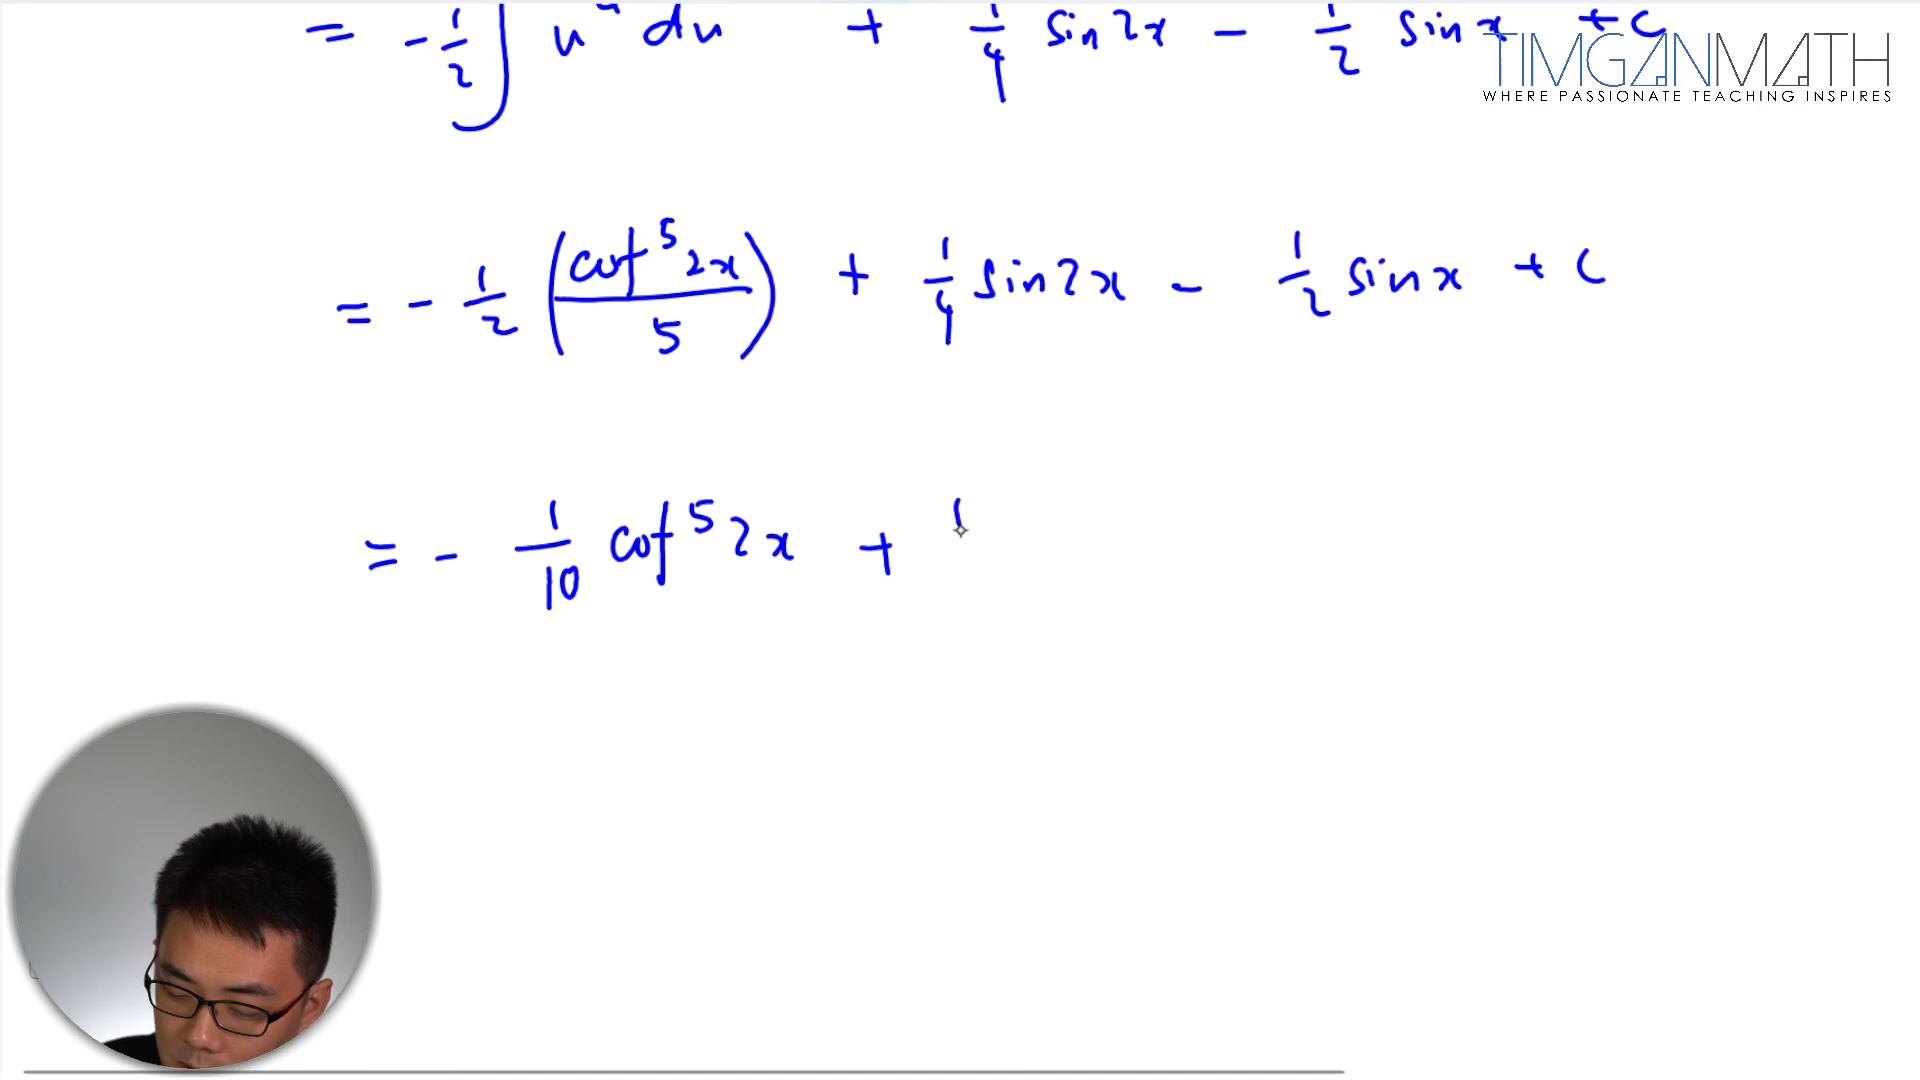 = -1/2 ∫ u⁴ du + 1/4 sin 2x - 1/2 sin x + c
TIMGANMATH
WHERE PASSIONATE TEACHING INSPIRES
= - 1/2 (cot⁵ 2x / 5) + 1/4 sin 2x - 1/2 sin x + c
= - 1/10 cot⁵ 2x + 1